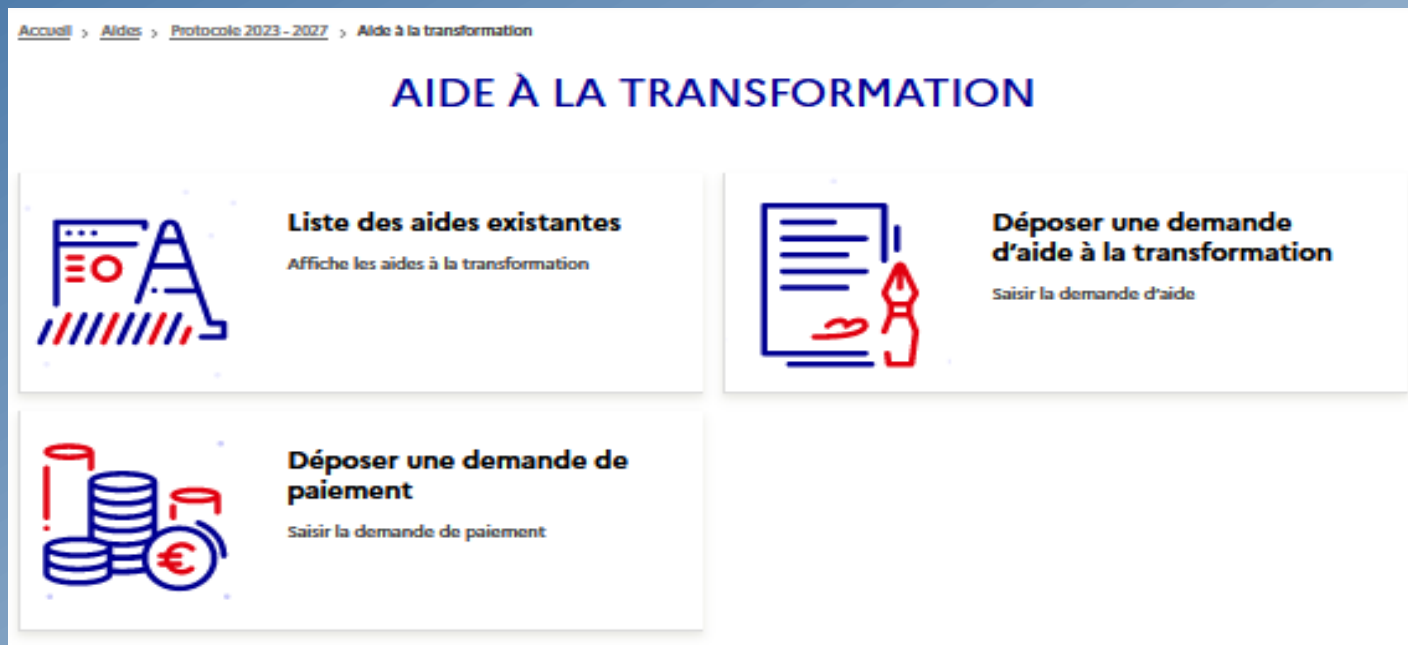 Accueil > Aides > Protocole 2023 - 2027 > Aide à la transformation
AIDE À LA TRANSFORMATION
Liste des aides existantes
Affiche les aides à la transformation
Déposer une demande
d'aide à la transformation
Saisir la demande d'aide
Déposer une demande de
paiement
Saisir la demande de paiement